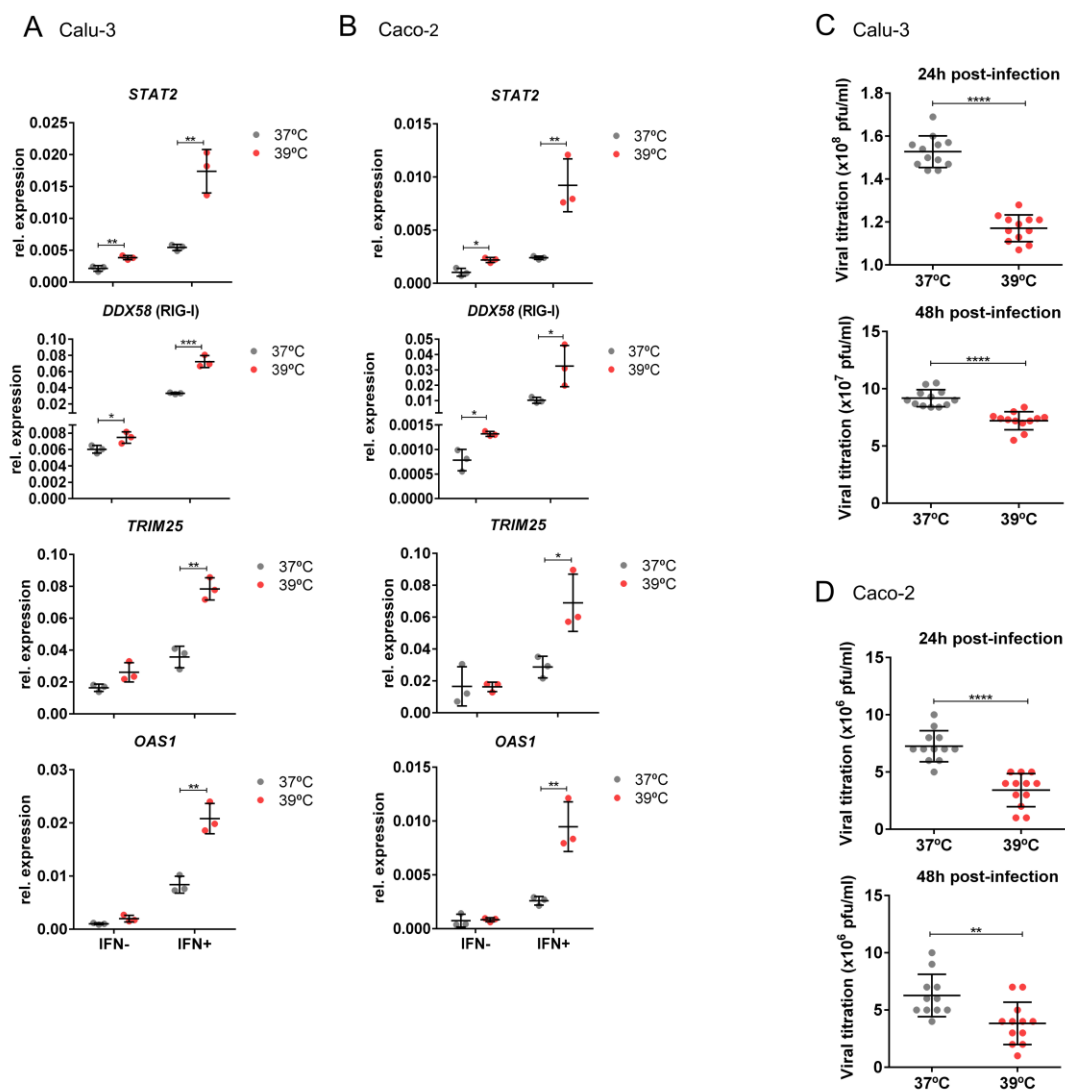 A Calu-3
STAT2
rel. expression
0.025
0.020
0.015
0.010
0.005
0.000
**
**
37ºC
39ºC
DDX58 (RIG-I)
rel. expression
0.10
0.08
0.06
0.04
0.008
0.006
0.004
0.002
0.000
*
***
37ºC
39ºC
TRIM25
rel. expression
0.10
0.08
0.06
0.04
0.02
0.00
**
37ºC
39ºC
OAS1
rel. expression
0.03
0.02
0.01
0.00
**
37ºC
39ºC
IFN- IFN+
B Caco-2
STAT2
rel. expression
0.015
0.010
0.005
0.000
*
**
37ºC
39ºC
DDX58 (RIG-I)
rel. expression
0.05
0.04
0.03
0.02
0.01
0.00
0.0015
0.0010
0.0005
0.0000
*
*
37ºC
39ºC
TRIM25
rel. expression
0.10
0.08
0.06
0.04
0.02
0.00
*
37ºC
39ºC
OAS1
rel. expression
0.015
0.010
0.005
0.000
**
37ºC
39ºC
IFN- IFN+
C Calu-3
24h post-infection
Viral titration (x10⁸ pfu/ml)
1.8
1.6
1.4
1.2
1.0
****
37ºC 39ºC
48h post-infection
Viral titration (x10⁷ pfu/ml)
15
10
5
0
****
37ºC 39ºC
D Caco-2
24h post-infection
Viral titration (x10⁶ pfu/ml)
15
10
5
0
****
37ºC 39ºC
48h post-infection
Viral titration (x10⁶ pfu/ml)
15
10
5
0
**
37ºC 39ºC